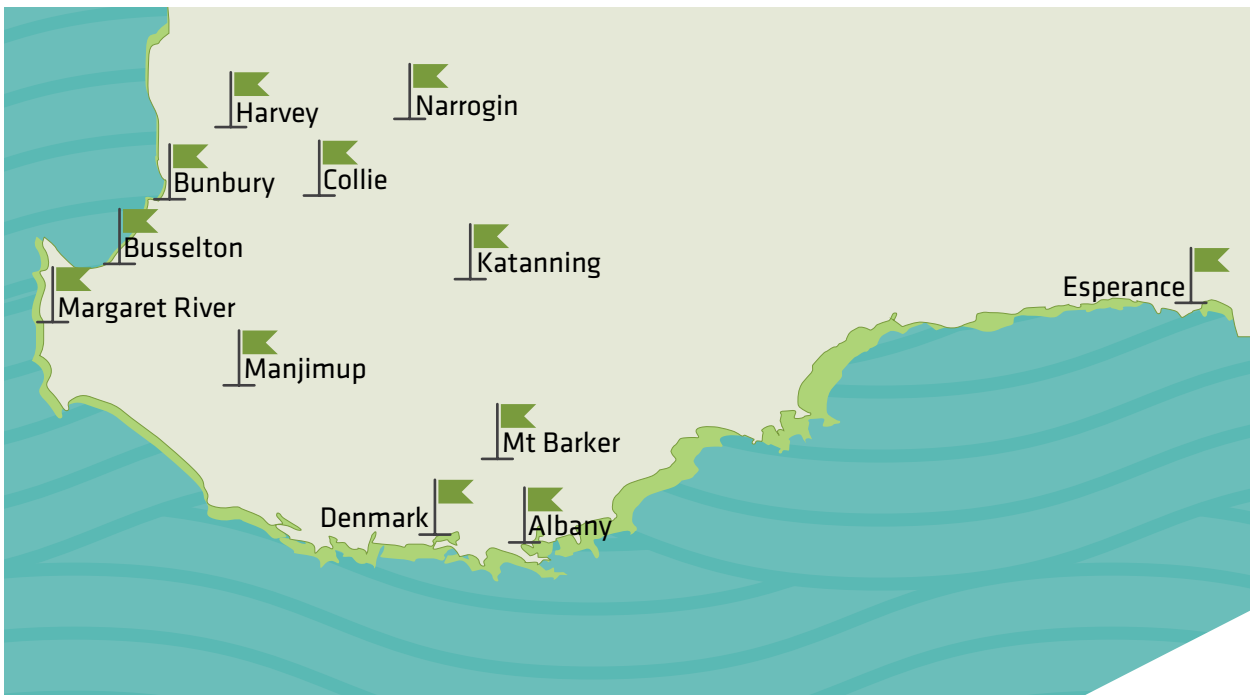 Narrogin
Harvey
Collie
Bunbury
Busselton
Katanning
Esperance
Margaret River
Manjimup
Mt Barker
Denmark
Albany